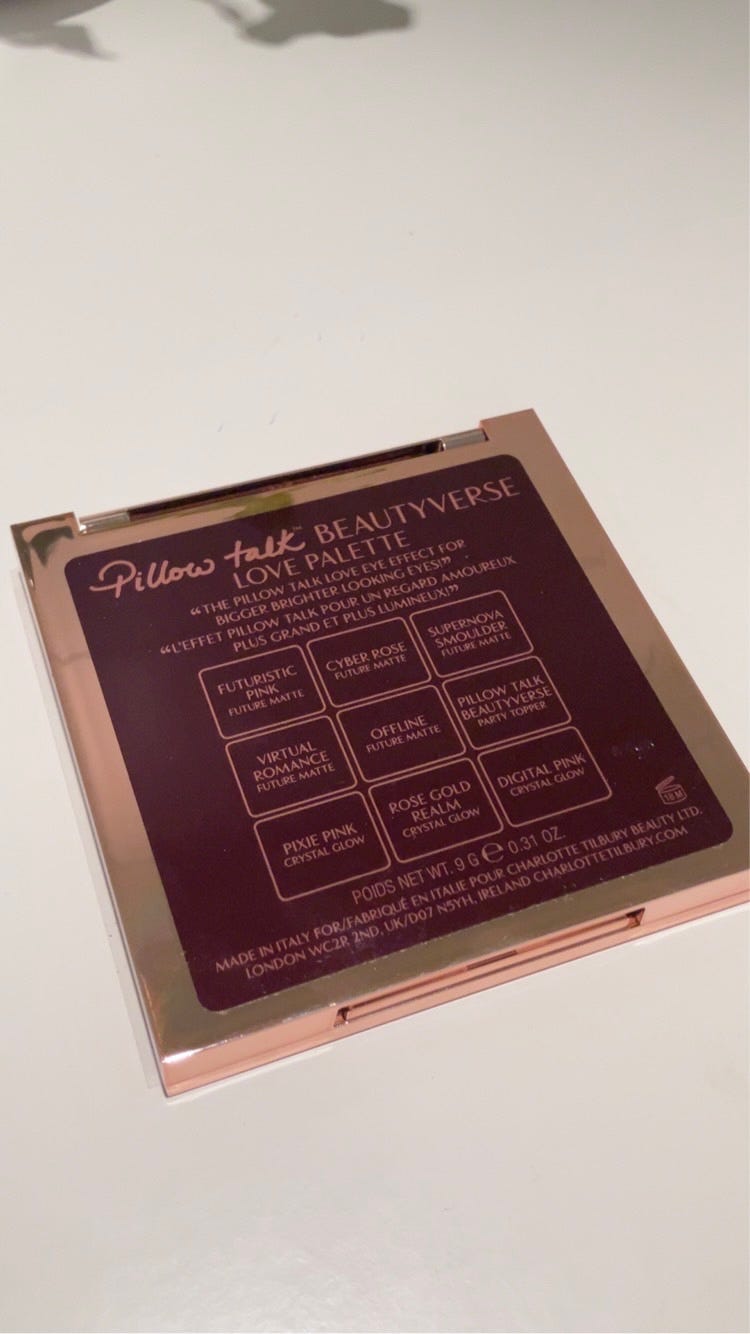 Pillow talk™ BEAUTYVERSE
LOVE PALETTE
“THE PILLOW TALK LOVE EYE EFFECT FOR
BIGGER BRIGHTER LOOKING EYES!”
“L'EFFET PILLOW TALK POUR UN REGARD AMOUREUX
PLUS GRAND ET PLUS LUMINEUX!”
FUTURISTIC
PINK
FUTURE MATTE
CYBER ROSE
FUTURE MATTE
SUPERNOVA
SMOULDER
FUTURE MATTE
VIRTUAL
ROMANCE
FUTURE MATTE
OFFLINE
FUTURE MATTE
PILLOW TALK
BEAUTYVERSE
PARTY TOPPER
PIXIE PINK
CRYSTAL GLOW
ROSE GOLD
REALM
CRYSTAL GLOW
DIGITAL PINK
CRYSTAL GLOW
18M
POIDS NET WT. 9 G ℮ 0.31 OZ.
MADE IN ITALY FOR/FABRIQUÉ EN ITALIE POUR CHARLOTTE TILBURY BEAUTY LTD.
LONDON WC2R 2ND, UK/D07 N5YH, IRELAND CHARLOTTETILBURY.COM